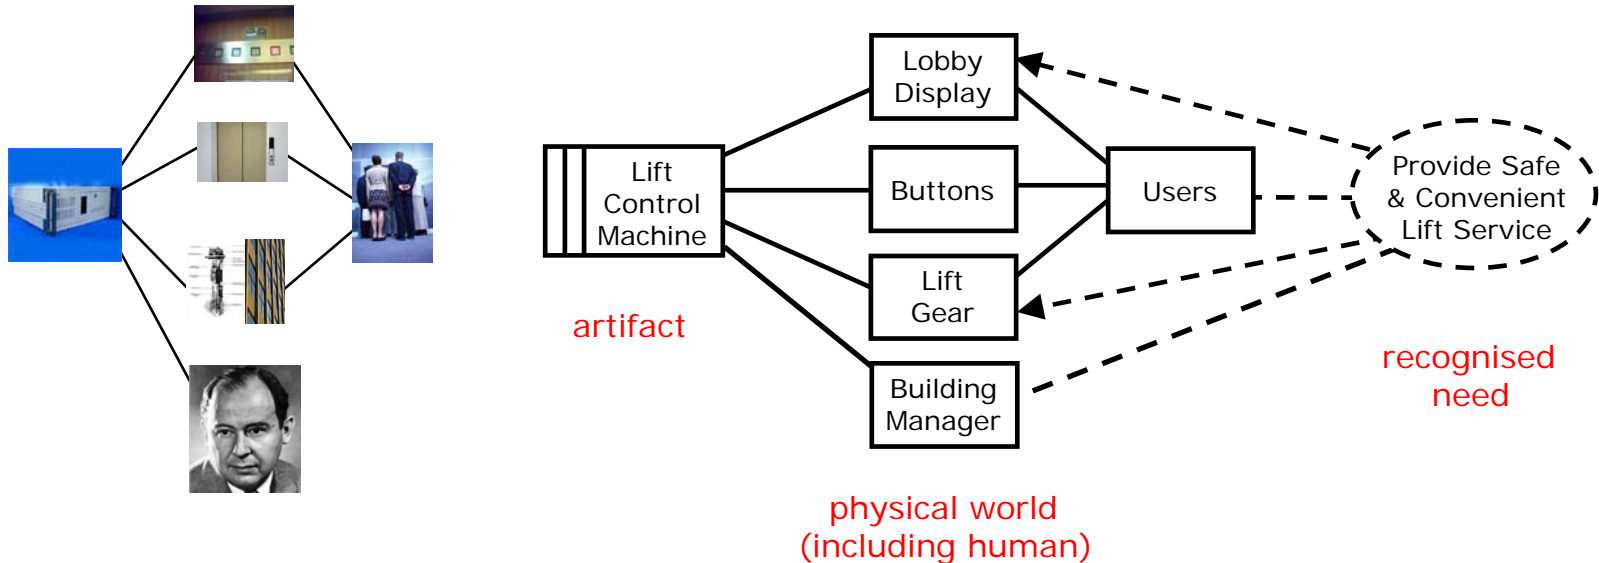 Lobby
Display
Lift
Control
Machine
Buttons
Users
Provide Safe
& Convenient
Lift Service
Lift
Gear
artifact
Building
Manager
recognised
need
physical world
(including human)